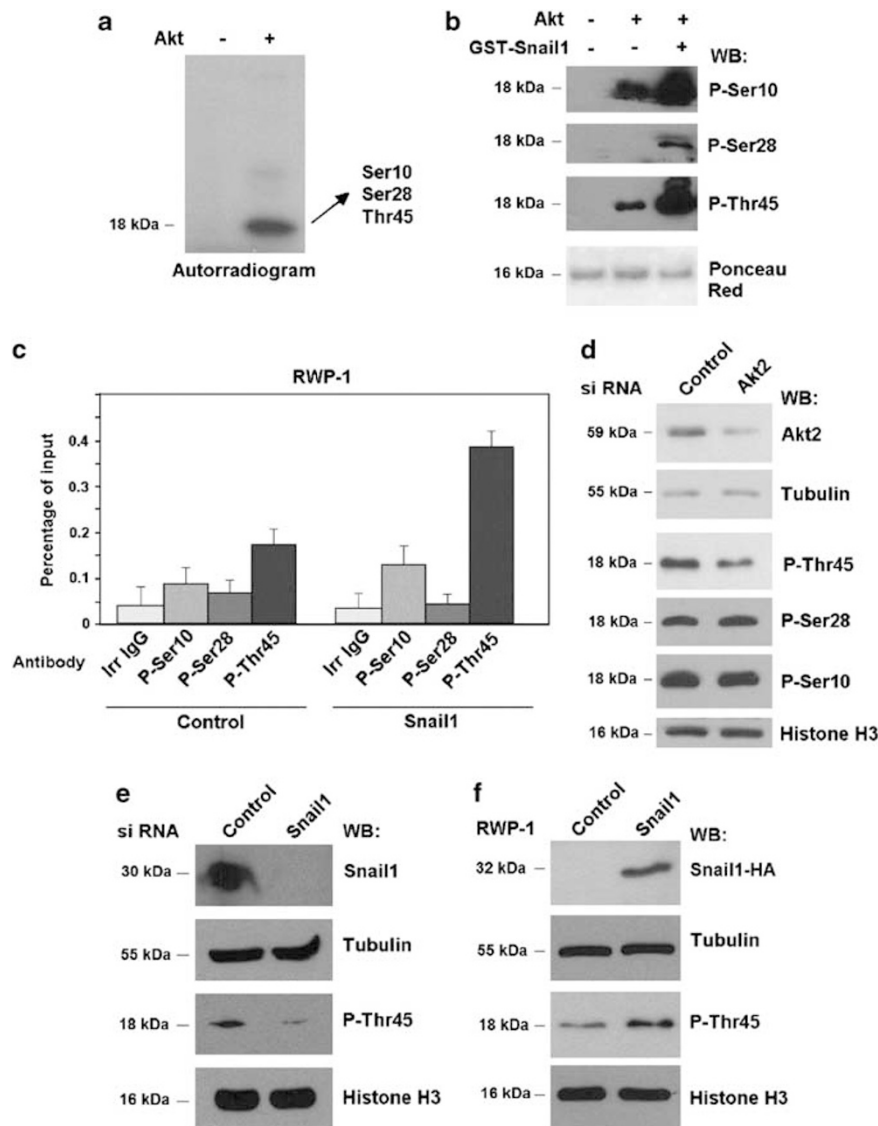 a
Akt - +
18 kDa –
Ser10
Ser28
Thr45
Autorradiogram
b
Akt - + +
GST-Snail1 - - +
WB:
18 kDa – P-Ser10
18 kDa – P-Ser28
18 kDa – P-Thr45
16 kDa – Ponceau
Red
c
RWP-1
Percentage of input
0.4
0.2
0.1
0
Antibody
Irr IgG
P-Ser10
P-Ser28
P-Thr45
Irr IgG
P-Ser10
P-Ser28
P-Thr45
Control
Snail1
d
si RNA
Control
Akt2
WB:
59 kDa – Akt2
55 kDa – Tubulin
18 kDa – P-Thr45
18 kDa – P-Ser28
18 kDa – P-Ser10
16 kDa – Histone H3
e
si RNA
Control
Snail1
WB:
30 kDa – Snail1
55 kDa – Tubulin
18 kDa – P-Thr45
16 kDa – Histone H3
f
RWP-1
Control
Snail1
WB:
32 kDa – Snail1-HA
55 kDa – Tubulin
18 kDa – P-Thr45
16 kDa – Histone H3